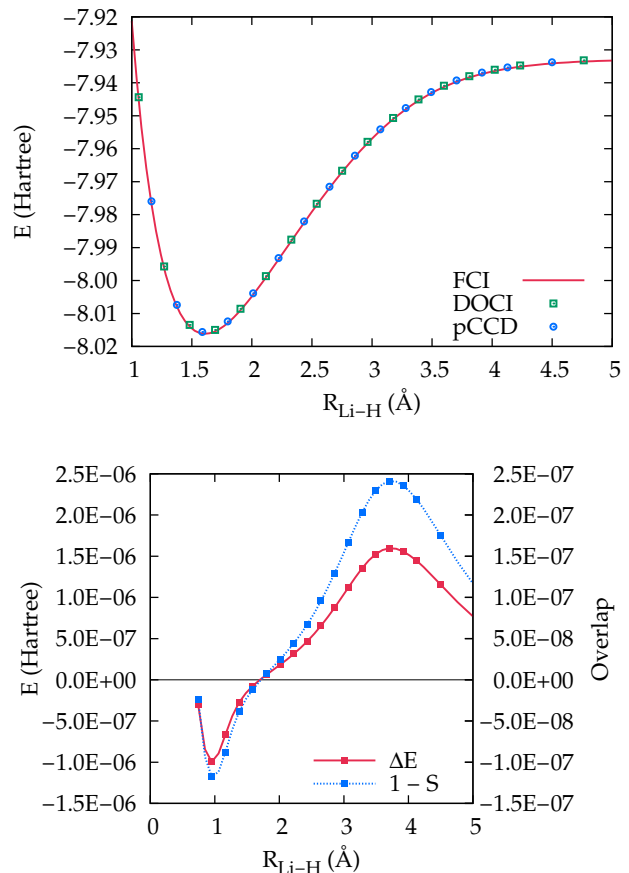 −7.92
−7.93
−7.94
−7.95
−7.96
−7.97
−7.98
−7.99
−8.00
−8.01
−8.02
E (Hartree)
FCI
DOCI
pCCD
1 1.5 2 2.5 3 3.5 4 4.5 5
R Li−H (Å)
2.5E-06 2.5E-07
2.0E-06 2.0E-07
1.5E-06 1.5E-07
1.0E-06 1.0E-07
5.0E-07 5.0E-08
0.0E+00 0.0E+00
−5.0E-07 −5.0E-08
−1.0E-06 −1.0E-07
−1.5E-06 −1.5E-07
E (Hartree)
Overlap
ΔE
1 − S
0 1 2 3 4 5
R Li−H (Å)